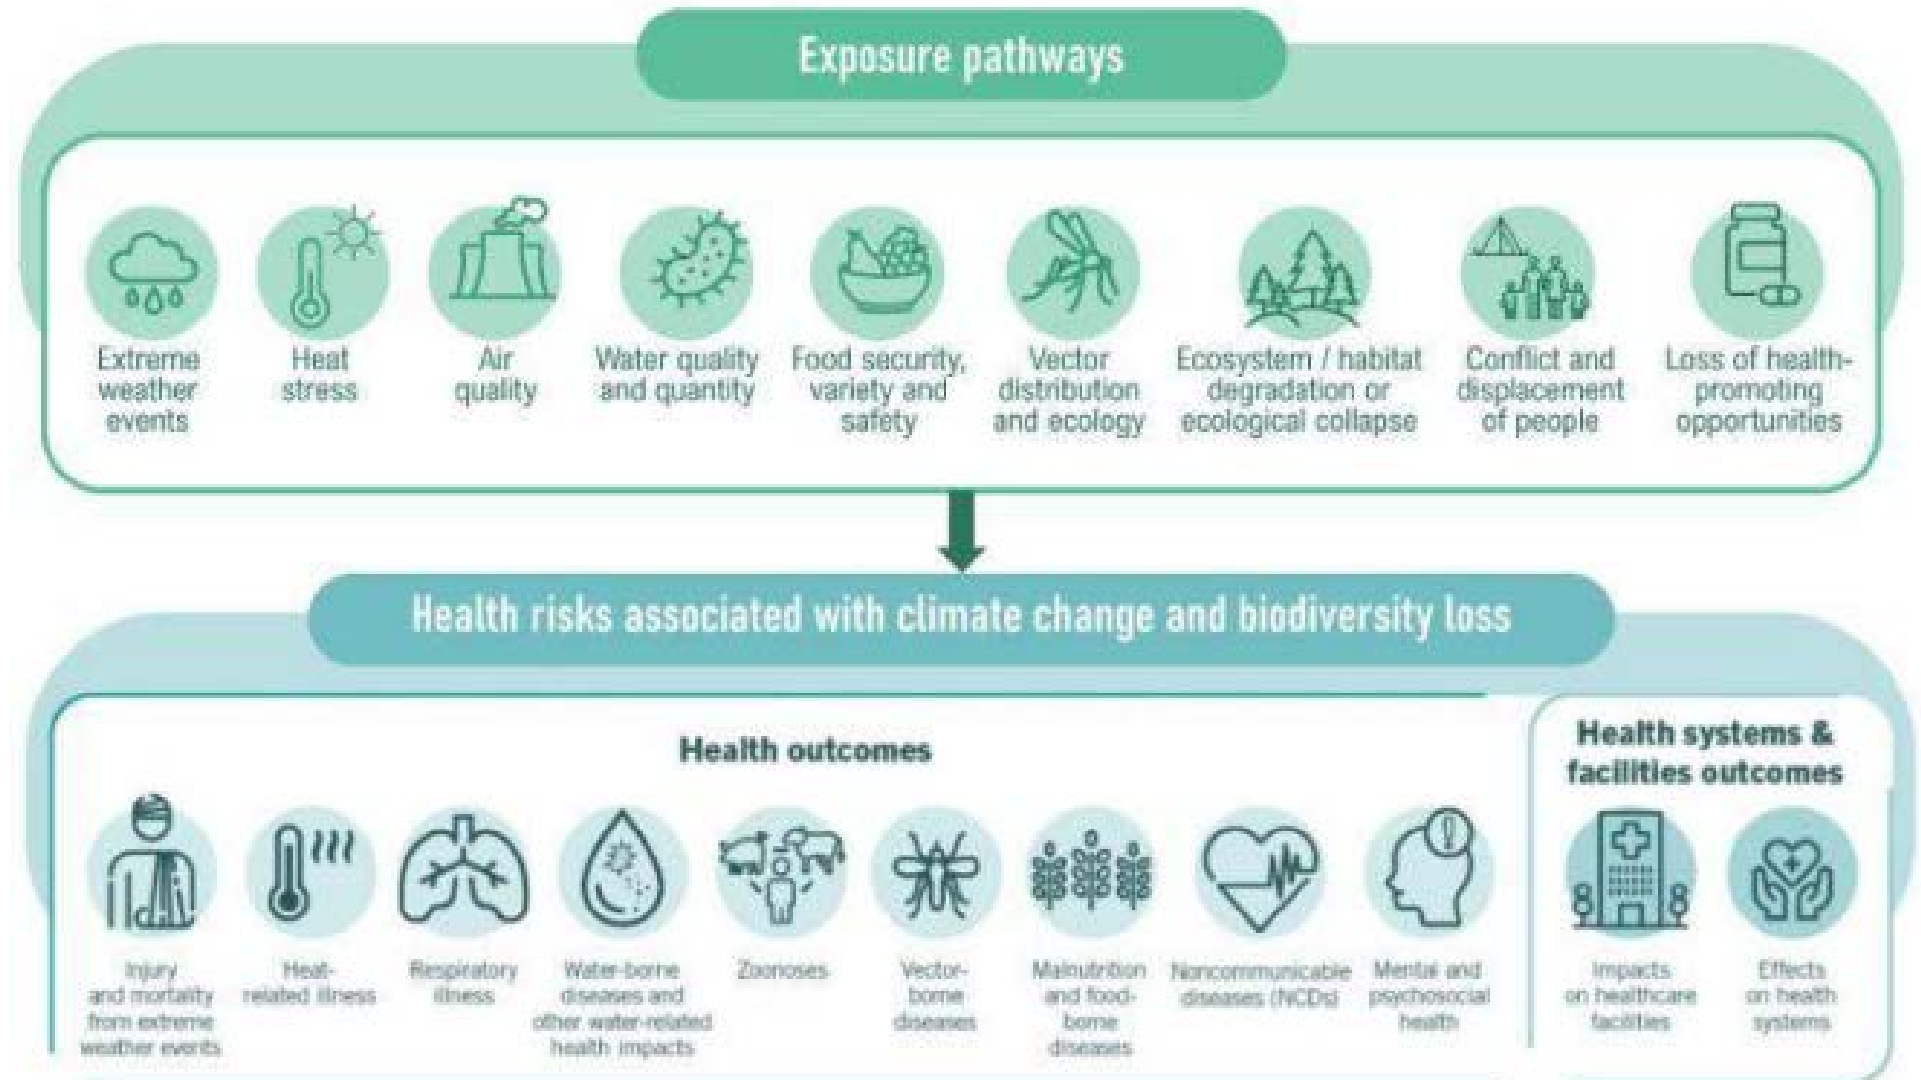 Exposure pathways
Extreme
weather
events
Heat
stress
Air
quality
Water quality
and quantity
Food security,
variety and
safety
Vector
distribution
and ecology
Ecosystem / habitat
degradation or
ecological collapse
Conflict and
displacement
of people
Loss of health-
promoting
opportunities
Health risks associated with climate change and biodiversity loss
Health outcomes
Injury
and mortality
from extreme
weather events
Heat-
related illness
Respiratory
illness
Water-borne
diseases and
other water-related
health impacts
Zoonoses
Vector-
borne
diseases
Malnutrition
and food-
borne
diseases
Noncommunicable
diseases (NCDs)
Mental and
psychosocial
health
Health systems &
facilities outcomes
Impacts
on healthcare
facilities
Effects
on health
systems